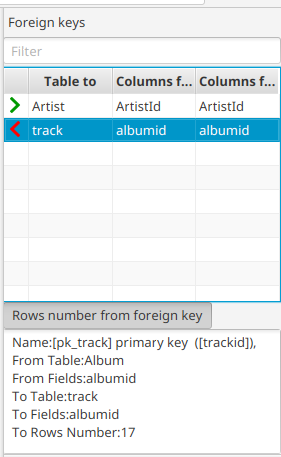 Foreign keys
Filter
Table to Columns f... Columns f...
Artist ArtistId ArtistId
track albumid albumid
Rows number from foreign key
Name:[pk_track] primary key  ([trackid]),
From Table:Album
From Fields:albumid
To Table:track
To Fields:albumid
To Rows Number:17